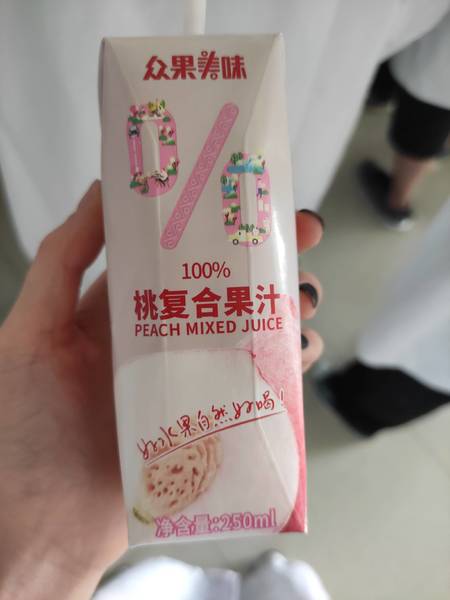 众果美味
%
100%
桃复合果汁
PEACH MIXED JUICE
好水果自然好喝!
净含量:250ml